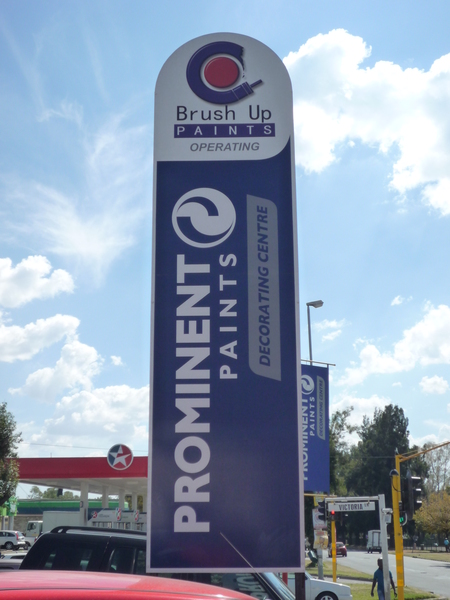 Brush Up
PAINTS
OPERATING
PROMINENT
PAINTS
DECORATING CENTRE
PROMINENT
PAINTS
VICTORIA